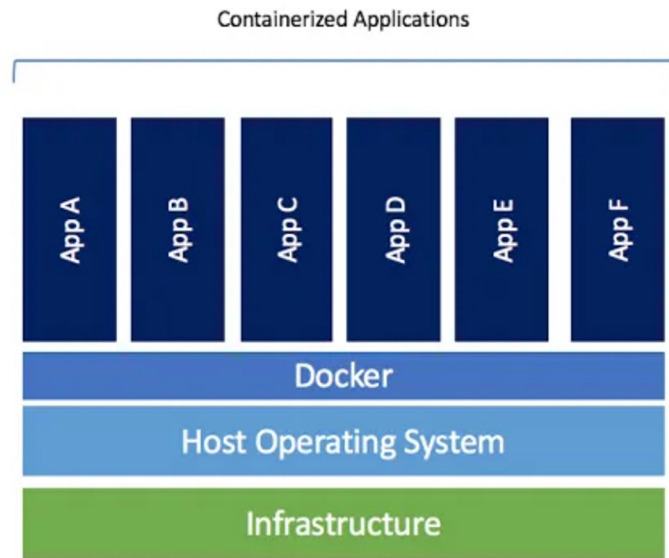 Containerized Applications
App A
App B
App C
App D
App E
App F
Docker
Host Operating System
Infrastructure